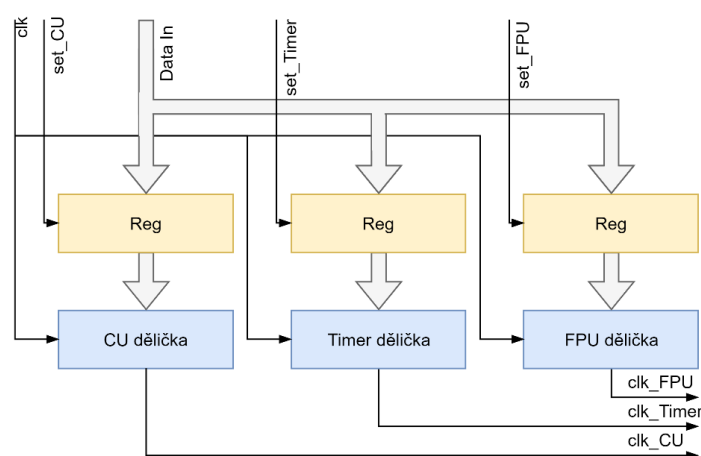 clk
set_CU
Data In
set_Timer
set_FPU
Reg
Reg
Reg
CU dělička
Timer dělička
FPU dělička
clk_FPU
clk_Timer
clk_CU